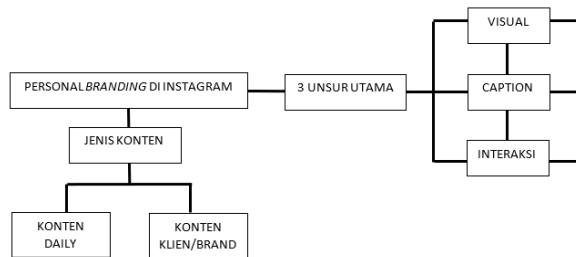 VISUAL
PERSONAL BRANDING DI INSTAGRAM
3 UNSUR UTAMA
CAPTION
JENIS KONTEN
INTERAKSI
KONTEN
DAILY
KONTEN
KLIEN/BRAND